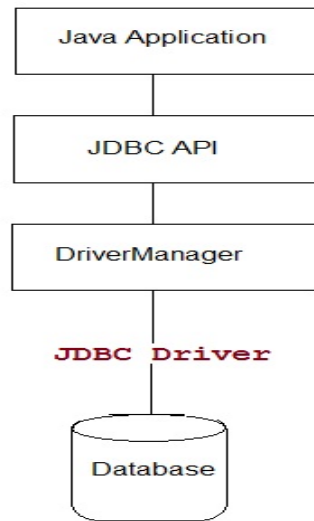 Java Application
JDBC API
DriverManager
JDBC Driver
Database